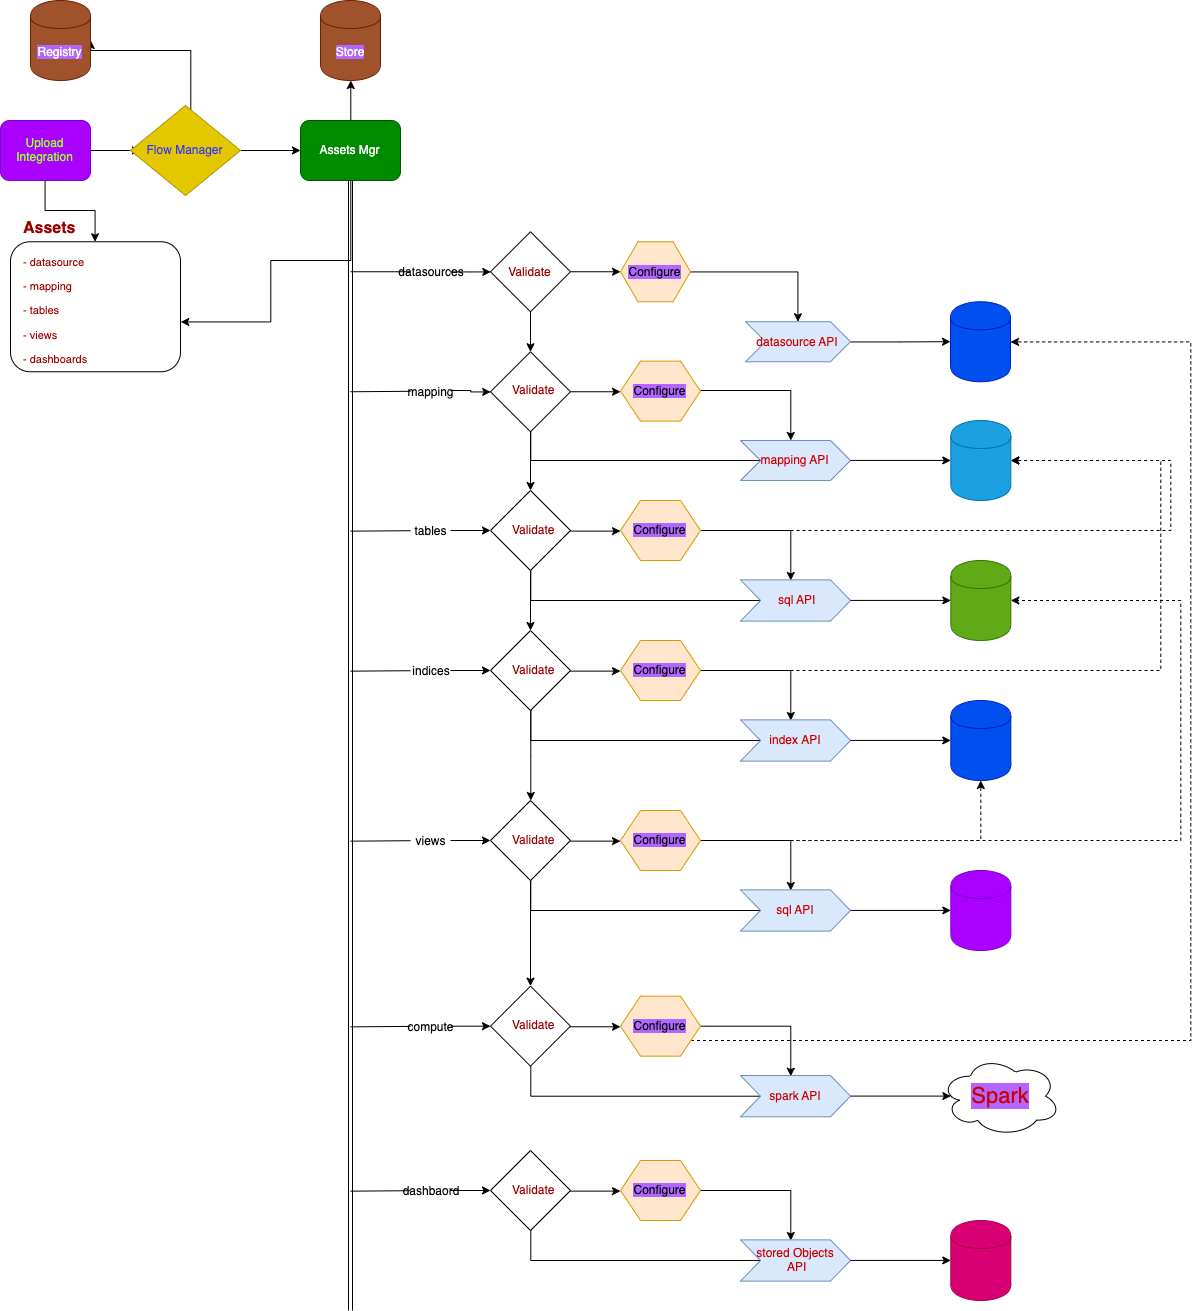 Registry
Store
Upload
Integration
Flow Manager
Assets Mgr
Assets
- datasource
- mapping
- tables
- views
- dashboards
datasources
Validate
Configure
datasource API
mapping
Validate
Configure
mapping API
tables
Validate
Configure
sql API
indices
Validate
Configure
index API
views
Validate
Configure
sql API
compute
Validate
Configure
spark API
Spark
dashbaord
Validate
Configure
stored Objects
API